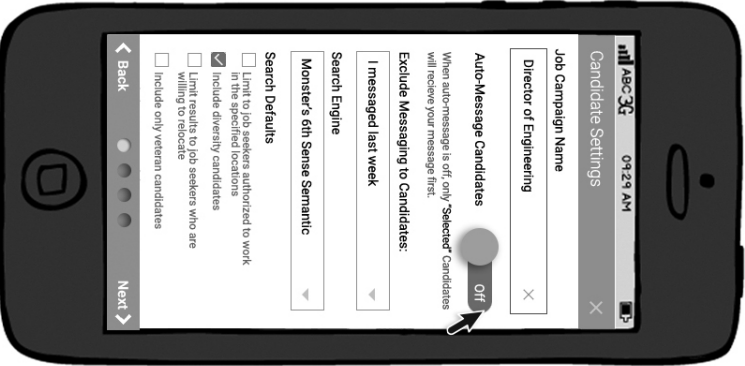 ABC 3G 09:29 AM
Candidate Settings
Job Campaign Name
Director of Engineering
Auto-Message Candidates
Off
When auto-message is off, only "Selected" Candidates
will recieve your message first.
Exclude Messaging to Candidates:
I messaged last week
Search Engine
Monster's 6th Sense Semantic
Search Defaults
Limit to job seekers authorized to work
in the specified locations
Include diversity candidates
Limit results to job seekers who are
willing to relocate
Include only veteran candidates
Back Next